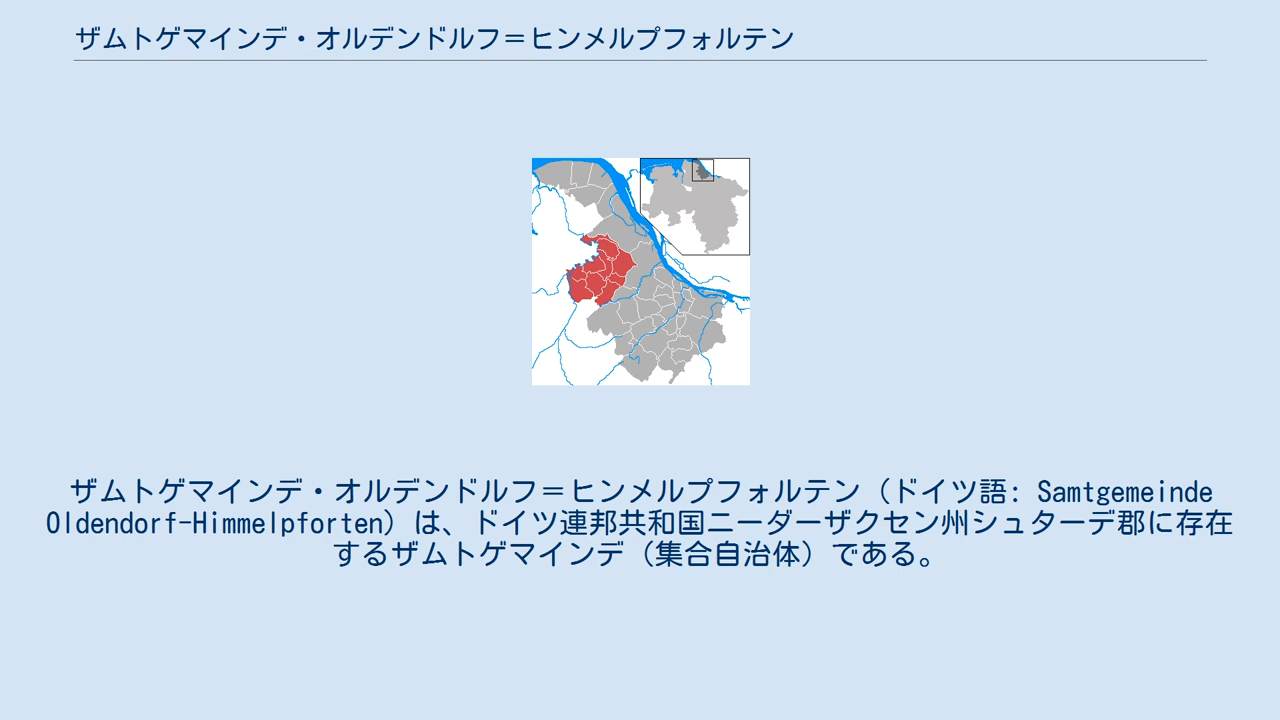 ザムトゲマインデ・オルデンドルフ＝ヒンメルプフォルテン
ザムトゲマインデ・オルデンドルフ＝ヒンメルプフォルテン（ドイツ語: Samtgemeinde
Oldendorf-Himmelpforten）は、ドイツ連邦共和国ニーダーザクセン州シュターデ郡に存在
するザムトゲマインデ（集合自治体）である。